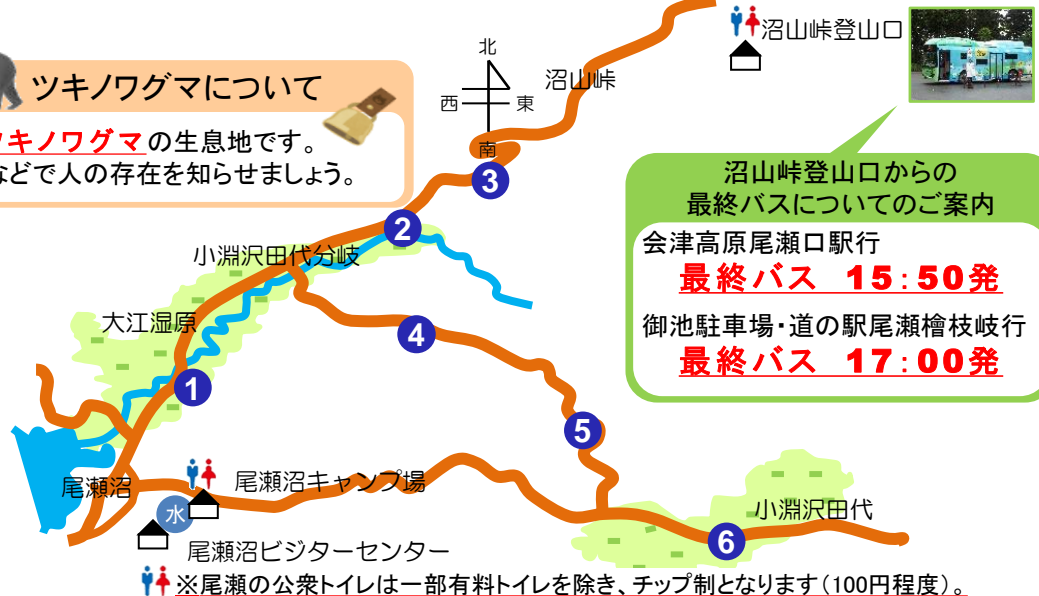 沼山峠登山口
北
西 東
南
沼山峠
ツキノワグマについて
ツキノワグマの生息地です。
などで人の存在を知らせましょう。
沼山峠登山口からの
最終バスについてのご案内
会津高原尾瀬口駅行
最終バス 15:50発
御池駐車場・道の駅尾瀬檜枝岐行
最終バス 17:00発
3
2
小淵沢田代分岐
大江湿原
4
1
5
尾瀬沼
尾瀬沼キャンプ場
水
小淵沢田代
6
尾瀬沼ビジターセンター
※尾瀬の公衆トイレは一部有料トイレを除き、チップ制となります(100円程度)。